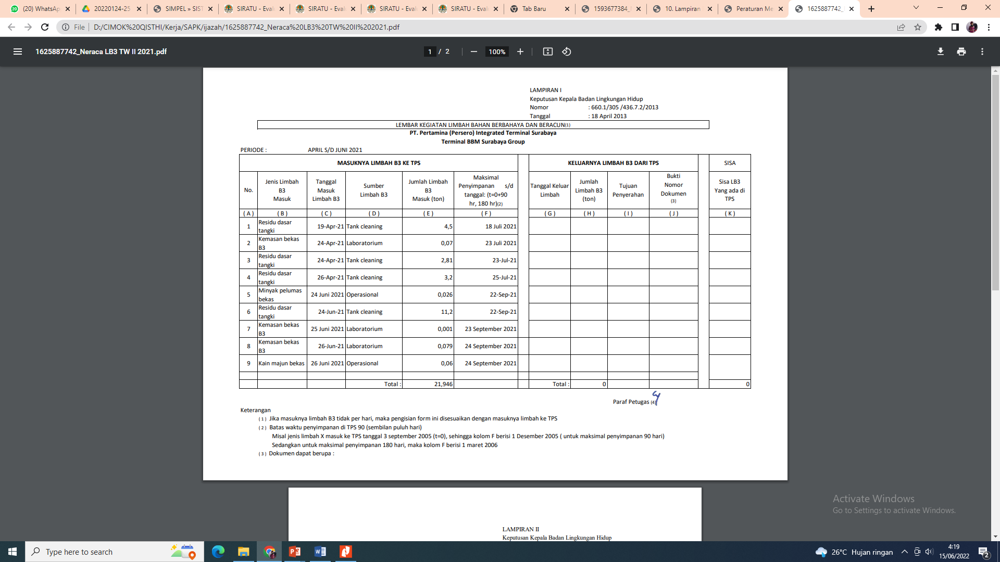 (20) WhatsAp
20220124-25
SIMPEL » SIST
SIRATU - Eval
SIRATU - Eval
SIRATU - Eval
SIRATU - Eval
Tab Baru
1593677384_
10. Lampiran
Peraturan Me
1625887742_
File D:/CIMOK%20QISTHI/Kerja/SAPK/ijazah/1625887742_Neraca%20LB3%20TW%20II%202021.pdf
1625887742_Neraca LB3 TW II 2021.pdf
1 / 2
100%
LAMPIRAN I
Keputusan Kepala Badan Lingkungan Hidup
Nomor : 660.1/305 /436.7.2/2013
Tanggal : 18 April 2013
LEMBAR KEGIATAN LIMBAH BAHAN BERBAHAYA DAN BERACUN(1)
PT. Pertamina (Persero) Integrated Terminal Surabaya
Terminal BBM Surabaya Group
PERIODE : APRIL S/D JUNI 2021
MASUKNYA LIMBAH B3 KE TPS KELUARNYA LIMBAH B3 DARI TPS SISA
No.
Jenis Limbah
B3
Masuk
Tanggal
Masuk
Limbah B3
Sumber
Limbah B3
Jumlah Limbah
B3
Masuk (ton)
Maksimal
Penyimpanan s/d
tanggal: (t=0+90
hr, 180 hr)(2)
Tanggal Keluar
Limbah
Jumlah
Limbah B3
(ton)
Tujuan
Penyerahan
Bukti
Nomor
Dokumen
(3)
Sisa LB3
Yang ada di
TPS
( A ) ( B ) ( C ) ( D ) ( E ) ( F ) ( G ) ( H ) ( I ) ( J ) ( K )
1 Residu dasar tangki 19-Apr-21 Tank cleaning 4,5 18 Juli 2021
2 Kemasan bekas B3 24-Apr-21 Laboratorium 0,07 23 Juli 2021
3 Residu dasar tangki 24-Apr-21 Tank cleaning 2,81 23-Jul-21
4 Residu dasar tangki 26-Apr-21 Tank cleaning 3,2 25-Jul-21
5 Minyak pelumas bekas 24 Juni 2021 Operasional 0,026 22-Sep-21
6 Residu dasar tangki 24-Jun-21 Tank cleaning 11,2 22-Sep-21
7 Kemasan bekas B3 25 Juni 2021 Laboratorium 0,001 23 September 2021
8 Kemasan bekas B3 26-Jun-21 Laboratorium 0,079 24 September 2021
9 Kain majun bekas 26 Juni 2021 Operasional 0,06 24 September 2021
Total : 21,946 Total : 0 0
Paraf Petugas (4)
Keterangan
( 1 ) Jika masuknya limbah B3 tidak per hari, maka pengisian form ini disesuaikan dengan masuknya limbah ke TPS
( 2 ) Batas waktu penyimpanan di TPS 90 (sembilan puluh hari)
Misal jenis limbah X masuk ke TPS tanggal 3 september 2005 (t=0), sehingga kolom F berisi 1 Desember 2005 ( untuk maksimal penyimpanan 90 hari)
Sedangkan untuk maksimal penyimpanan 180 hari, maka kolom F berisi 1 maret 2006
( 3 ) Dokumen dapat berupa :
LAMPIRAN II
Keputusan Kepala Badan Lingkungan Hidup
Activate Windows
Go to Settings to activate Windows.
Type here to search
26°C Hujan ringan
4:19
15/06/2022
2